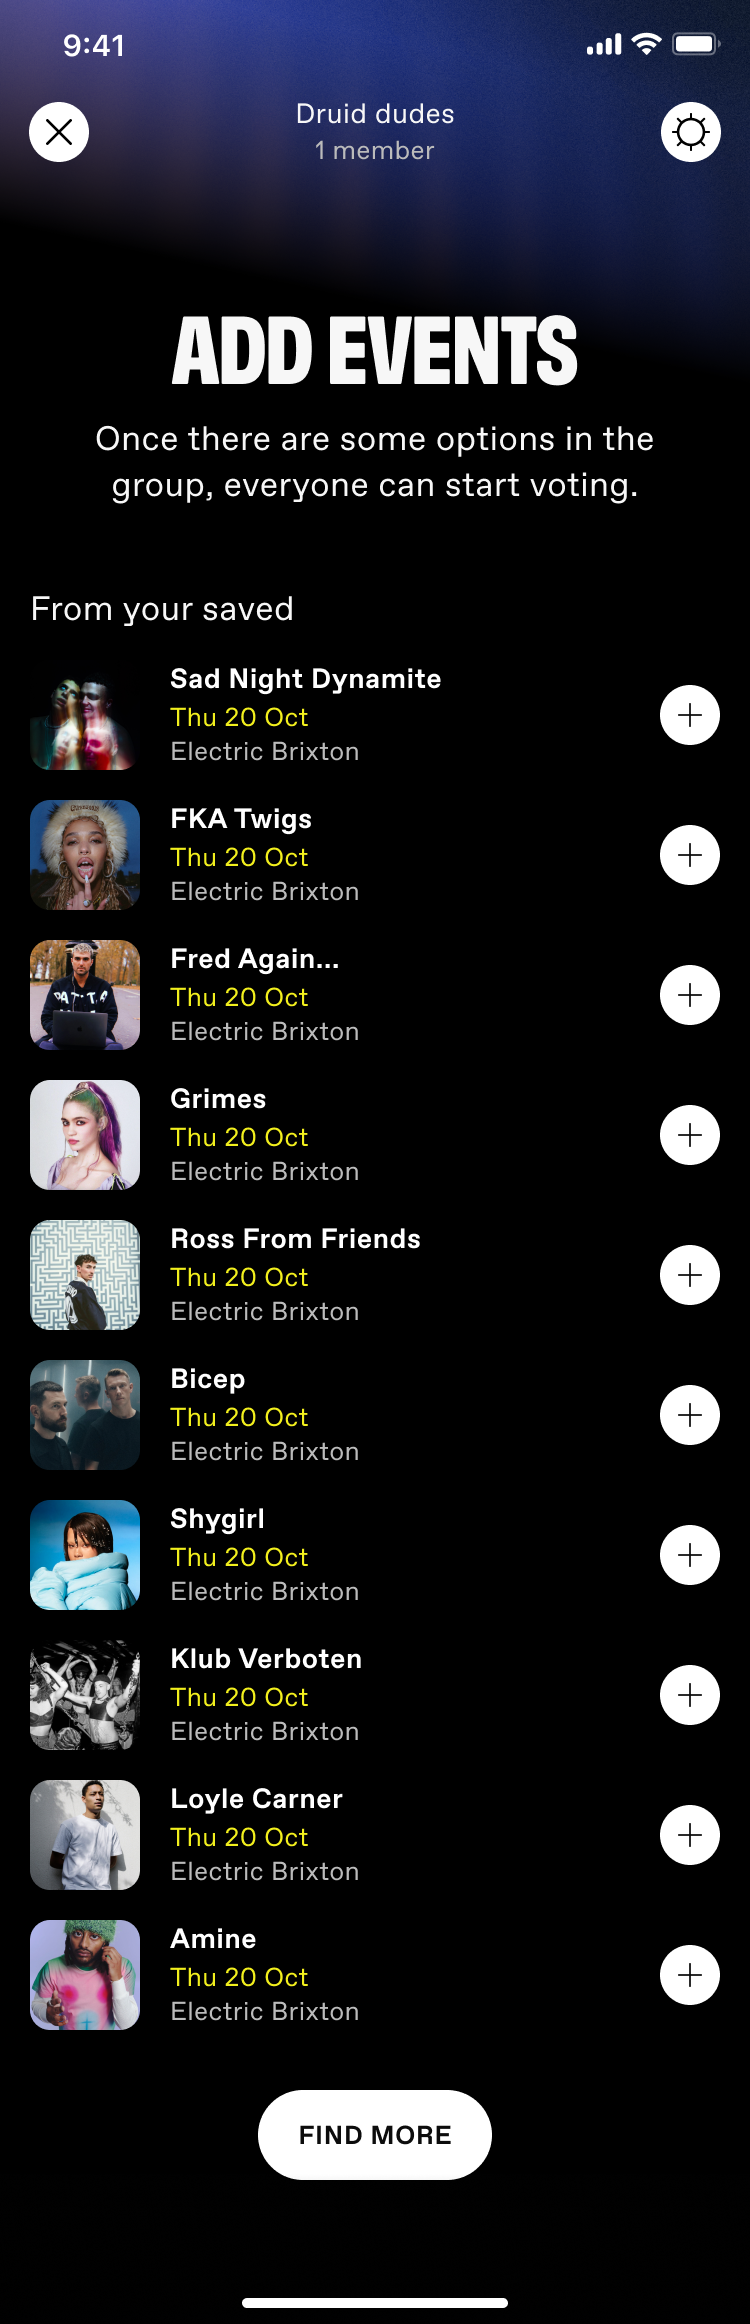 9:41
Druid dudes
1 member
ADD EVENTS
Once there are some options in the
group, everyone can start voting.
From your saved
Sad Night Dynamite
Thu 20 Oct
Electric Brixton
FKA Twigs
Thu 20 Oct
Electric Brixton
Fred Again...
Thu 20 Oct
Electric Brixton
Grimes
Thu 20 Oct
Electric Brixton
Ross From Friends
Thu 20 Oct
Electric Brixton
Bicep
Thu 20 Oct
Electric Brixton
Shygirl
Thu 20 Oct
Electric Brixton
Klub Verboten
Thu 20 Oct
Electric Brixton
Loyle Carner
Thu 20 Oct
Electric Brixton
Amine
Thu 20 Oct
Electric Brixton
FIND MORE